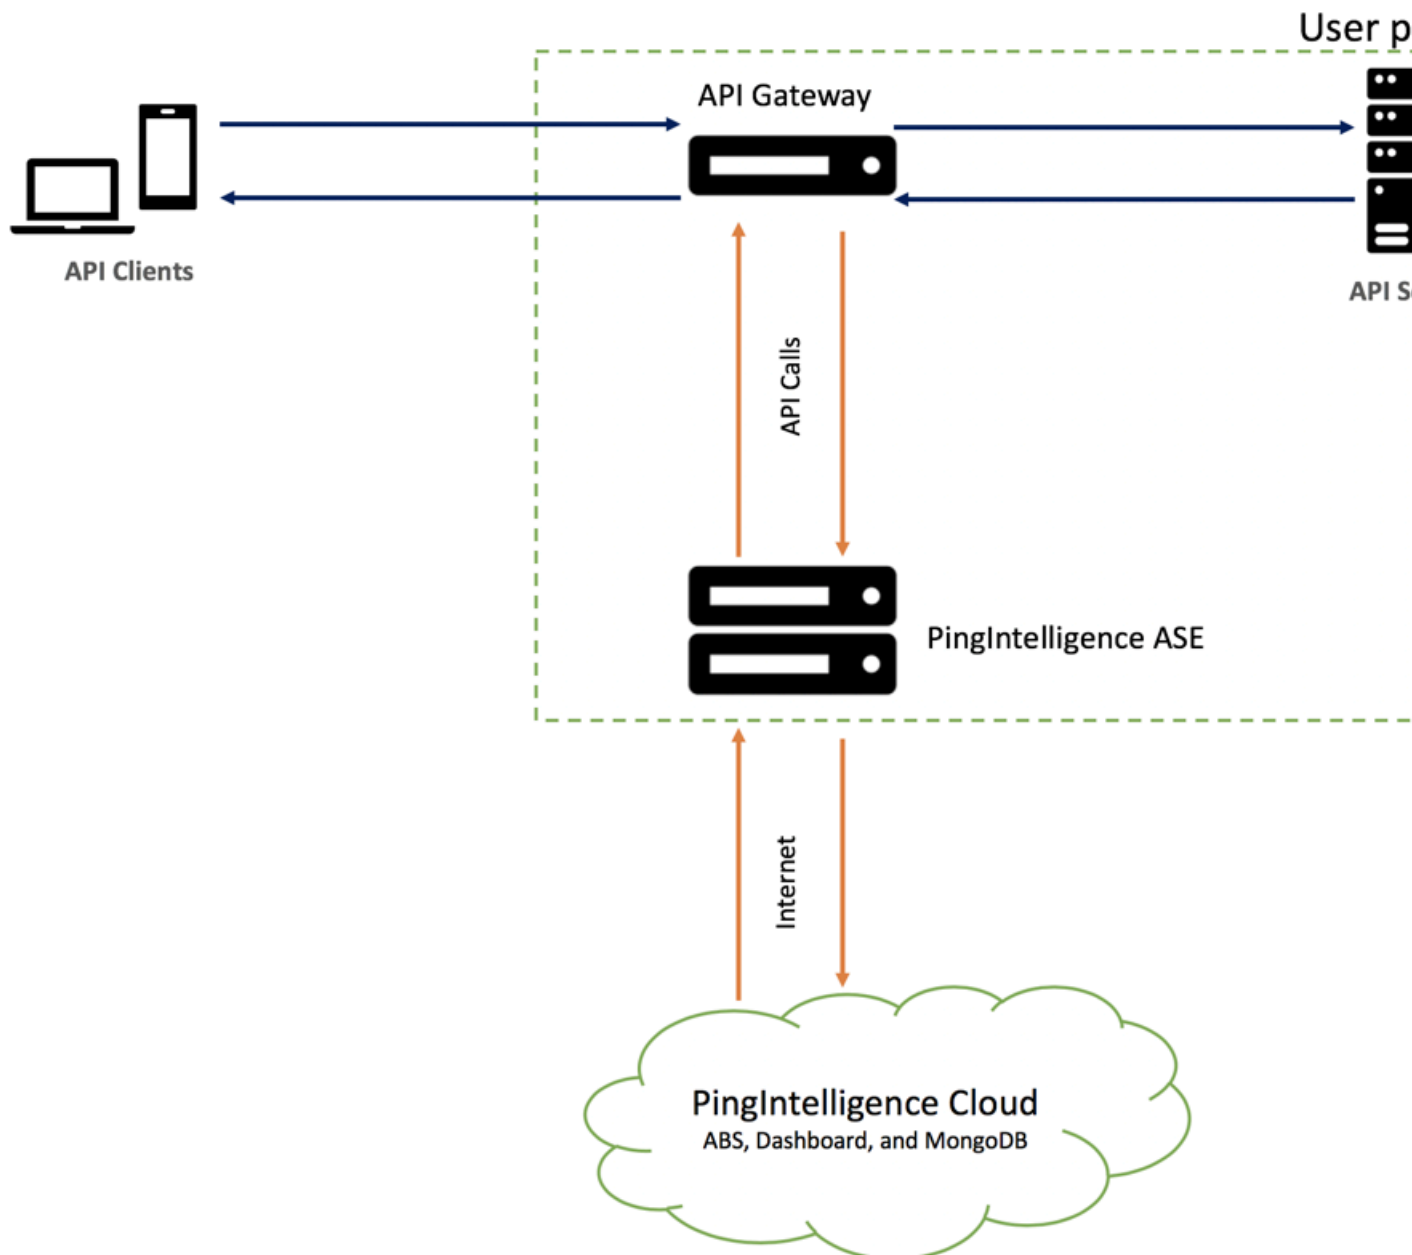 User p
API Gateway
API Clients
API S
API Calls
PingIntelligence ASE
Internet
PingIntelligence Cloud
ABS, Dashboard, and MongoDB